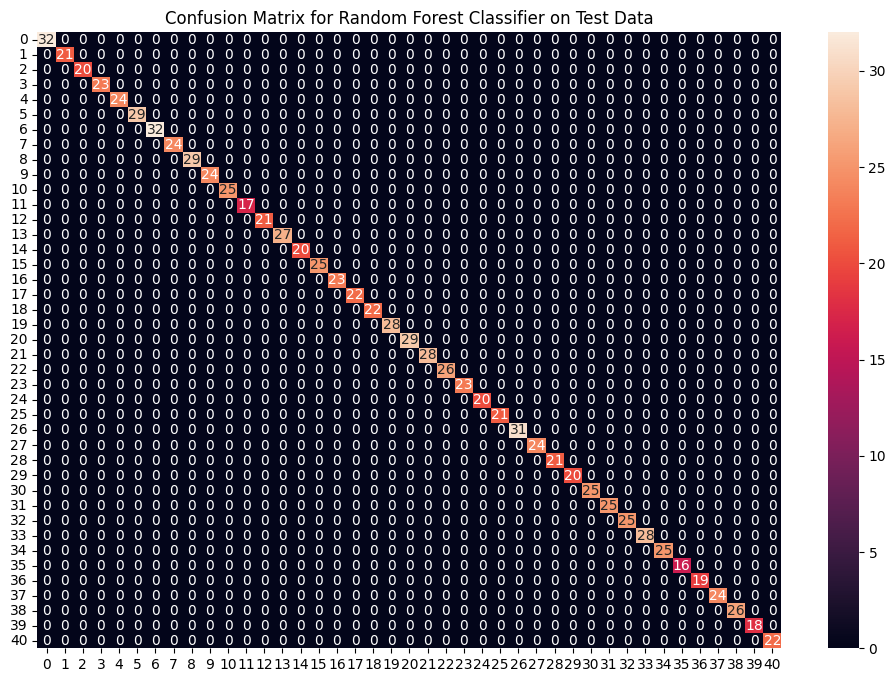 Confusion Matrix for Random Forest Classifier on Test Data
0 32 0 0 0 0 0 0 0 0 0 0 0 0 0 0 0 0 0 0 0 0 0 0 0 0 0 0 0 0 0 0 0 0 0 0 0 0 0 0 0 0
1 0 21 0 0 0 0 0 0 0 0 0 0 0 0 0 0 0 0 0 0 0 0 0 0 0 0 0 0 0 0 0 0 0 0 0 0 0 0 0 0 0
2 0 0 20 0 0 0 0 0 0 0 0 0 0 0 0 0 0 0 0 0 0 0 0 0 0 0 0 0 0 0 0 0 0 0 0 0 0 0 0 0 0
3 0 0 0 23 0 0 0 0 0 0 0 0 0 0 0 0 0 0 0 0 0 0 0 0 0 0 0 0 0 0 0 0 0 0 0 0 0 0 0 0 0
4 0 0 0 0 24 0 0 0 0 0 0 0 0 0 0 0 0 0 0 0 0 0 0 0 0 0 0 0 0 0 0 0 0 0 0 0 0 0 0 0 0
5 0 0 0 0 0 29 0 0 0 0 0 0 0 0 0 0 0 0 0 0 0 0 0 0 0 0 0 0 0 0 0 0 0 0 0 0 0 0 0 0 0
6 0 0 0 0 0 0 32 0 0 0 0 0 0 0 0 0 0 0 0 0 0 0 0 0 0 0 0 0 0 0 0 0 0 0 0 0 0 0 0 0 0
7 0 0 0 0 0 0 0 24 0 0 0 0 0 0 0 0 0 0 0 0 0 0 0 0 0 0 0 0 0 0 0 0 0 0 0 0 0 0 0 0 0
8 0 0 0 0 0 0 0 0 29 0 0 0 0 0 0 0 0 0 0 0 0 0 0 0 0 0 0 0 0 0 0 0 0 0 0 0 0 0 0 0 0
9 0 0 0 0 0 0 0 0 0 24 0 0 0 0 0 0 0 0 0 0 0 0 0 0 0 0 0 0 0 0 0 0 0 0 0 0 0 0 0 0 0
10 0 0 0 0 0 0 0 0 0 0 25 0 0 0 0 0 0 0 0 0 0 0 0 0 0 0 0 0 0 0 0 0 0 0 0 0 0 0 0 0 0
11 0 0 0 0 0 0 0 0 0 0 0 17 0 0 0 0 0 0 0 0 0 0 0 0 0 0 0 0 0 0 0 0 0 0 0 0 0 0 0 0 0
12 0 0 0 0 0 0 0 0 0 0 0 0 21 0 0 0 0 0 0 0 0 0 0 0 0 0 0 0 0 0 0 0 0 0 0 0 0 0 0 0 0
13 0 0 0 0 0 0 0 0 0 0 0 0 0 27 0 0 0 0 0 0 0 0 0 0 0 0 0 0 0 0 0 0 0 0 0 0 0 0 0 0 0
14 0 0 0 0 0 0 0 0 0 0 0 0 0 0 20 0 0 0 0 0 0 0 0 0 0 0 0 0 0 0 0 0 0 0 0 0 0 0 0 0 0
15 0 0 0 0 0 0 0 0 0 0 0 0 0 0 0 25 0 0 0 0 0 0 0 0 0 0 0 0 0 0 0 0 0 0 0 0 0 0 0 0 0
16 0 0 0 0 0 0 0 0 0 0 0 0 0 0 0 0 23 0 0 0 0 0 0 0 0 0 0 0 0 0 0 0 0 0 0 0 0 0 0 0 0
17 0 0 0 0 0 0 0 0 0 0 0 0 0 0 0 0 0 22 0 0 0 0 0 0 0 0 0 0 0 0 0 0 0 0 0 0 0 0 0 0 0
18 0 0 0 0 0 0 0 0 0 0 0 0 0 0 0 0 0 0 22 0 0 0 0 0 0 0 0 0 0 0 0 0 0 0 0 0 0 0 0 0 0
19 0 0 0 0 0 0 0 0 0 0 0 0 0 0 0 0 0 0 0 28 0 0 0 0 0 0 0 0 0 0 0 0 0 0 0 0 0 0 0 0 0
20 0 0 0 0 0 0 0 0 0 0 0 0 0 0 0 0 0 0 0 0 29 0 0 0 0 0 0 0 0 0 0 0 0 0 0 0 0 0 0 0 0
21 0 0 0 0 0 0 0 0 0 0 0 0 0 0 0 0 0 0 0 0 0 28 0 0 0 0 0 0 0 0 0 0 0 0 0 0 0 0 0 0 0
22 0 0 0 0 0 0 0 0 0 0 0 0 0 0 0 0 0 0 0 0 0 0 26 0 0 0 0 0 0 0 0 0 0 0 0 0 0 0 0 0 0
23 0 0 0 0 0 0 0 0 0 0 0 0 0 0 0 0 0 0 0 0 0 0 0 23 0 0 0 0 0 0 0 0 0 0 0 0 0 0 0 0 0
24 0 0 0 0 0 0 0 0 0 0 0 0 0 0 0 0 0 0 0 0 0 0 0 0 20 0 0 0 0 0 0 0 0 0 0 0 0 0 0 0 0
25 0 0 0 0 0 0 0 0 0 0 0 0 0 0 0 0 0 0 0 0 0 0 0 0 0 21 0 0 0 0 0 0 0 0 0 0 0 0 0 0 0
26 0 0 0 0 0 0 0 0 0 0 0 0 0 0 0 0 0 0 0 0 0 0 0 0 0 0 31 0 0 0 0 0 0 0 0 0 0 0 0 0 0
27 0 0 0 0 0 0 0 0 0 0 0 0 0 0 0 0 0 0 0 0 0 0 0 0 0 0 0 24 0 0 0 0 0 0 0 0 0 0 0 0 0
28 0 0 0 0 0 0 0 0 0 0 0 0 0 0 0 0 0 0 0 0 0 0 0 0 0 0 0 0 21 0 0 0 0 0 0 0 0 0 0 0 0
29 0 0 0 0 0 0 0 0 0 0 0 0 0 0 0 0 0 0 0 0 0 0 0 0 0 0 0 0 0 20 0 0 0 0 0 0 0 0 0 0 0
30 0 0 0 0 0 0 0 0 0 0 0 0 0 0 0 0 0 0 0 0 0 0 0 0 0 0 0 0 0 0 25 0 0 0 0 0 0 0 0 0 0
31 0 0 0 0 0 0 0 0 0 0 0 0 0 0 0 0 0 0 0 0 0 0 0 0 0 0 0 0 0 0 0 25 0 0 0 0 0 0 0 0 0
32 0 0 0 0 0 0 0 0 0 0 0 0 0 0 0 0 0 0 0 0 0 0 0 0 0 0 0 0 0 0 0 0 25 0 0 0 0 0 0 0 0
33 0 0 0 0 0 0 0 0 0 0 0 0 0 0 0 0 0 0 0 0 0 0 0 0 0 0 0 0 0 0 0 0 0 28 0 0 0 0 0 0 0
34 0 0 0 0 0 0 0 0 0 0 0 0 0 0 0 0 0 0 0 0 0 0 0 0 0 0 0 0 0 0 0 0 0 0 25 0 0 0 0 0 0
35 0 0 0 0 0 0 0 0 0 0 0 0 0 0 0 0 0 0 0 0 0 0 0 0 0 0 0 0 0 0 0 0 0 0 0 16 0 0 0 0 0
36 0 0 0 0 0 0 0 0 0 0 0 0 0 0 0 0 0 0 0 0 0 0 0 0 0 0 0 0 0 0 0 0 0 0 0 0 19 0 0 0 0
37 0 0 0 0 0 0 0 0 0 0 0 0 0 0 0 0 0 0 0 0 0 0 0 0 0 0 0 0 0 0 0 0 0 0 0 0 0 24 0 0 0
38 0 0 0 0 0 0 0 0 0 0 0 0 0 0 0 0 0 0 0 0 0 0 0 0 0 0 0 0 0 0 0 0 0 0 0 0 0 0 26 0 0
39 0 0 0 0 0 0 0 0 0 0 0 0 0 0 0 0 0 0 0 0 0 0 0 0 0 0 0 0 0 0 0 0 0 0 0 0 0 0 0 18 0
40 0 0 0 0 0 0 0 0 0 0 0 0 0 0 0 0 0 0 0 0 0 0 0 0 0 0 0 0 0 0 0 0 0 0 0 0 0 0 0 0 22
0 1 2 3 4 5 6 7 8 9 10 11 12 13 14 15 16 17 18 19 20 21 22 23 24 25 26 27 28 29 30 31 32 33 34 35 36 37 38 39 40
30
25
20
15
10
5
0